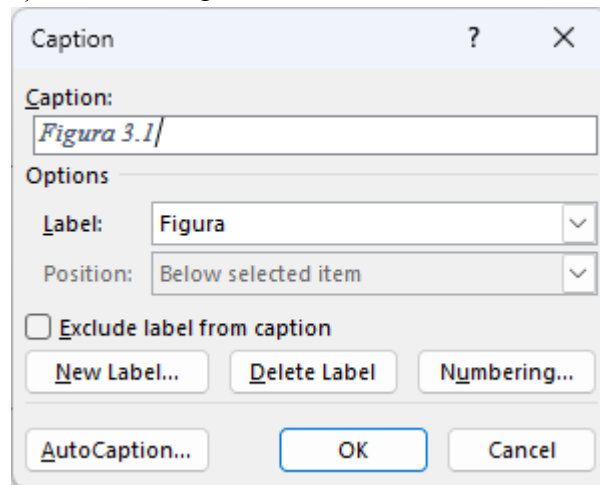 Caption ?
Caption:
Figura 3.1
Options
Label: Figura
Position: Below selected item
Exclude label from caption
New Label... Delete Label Numbering...
AutoCaption... OK Cancel